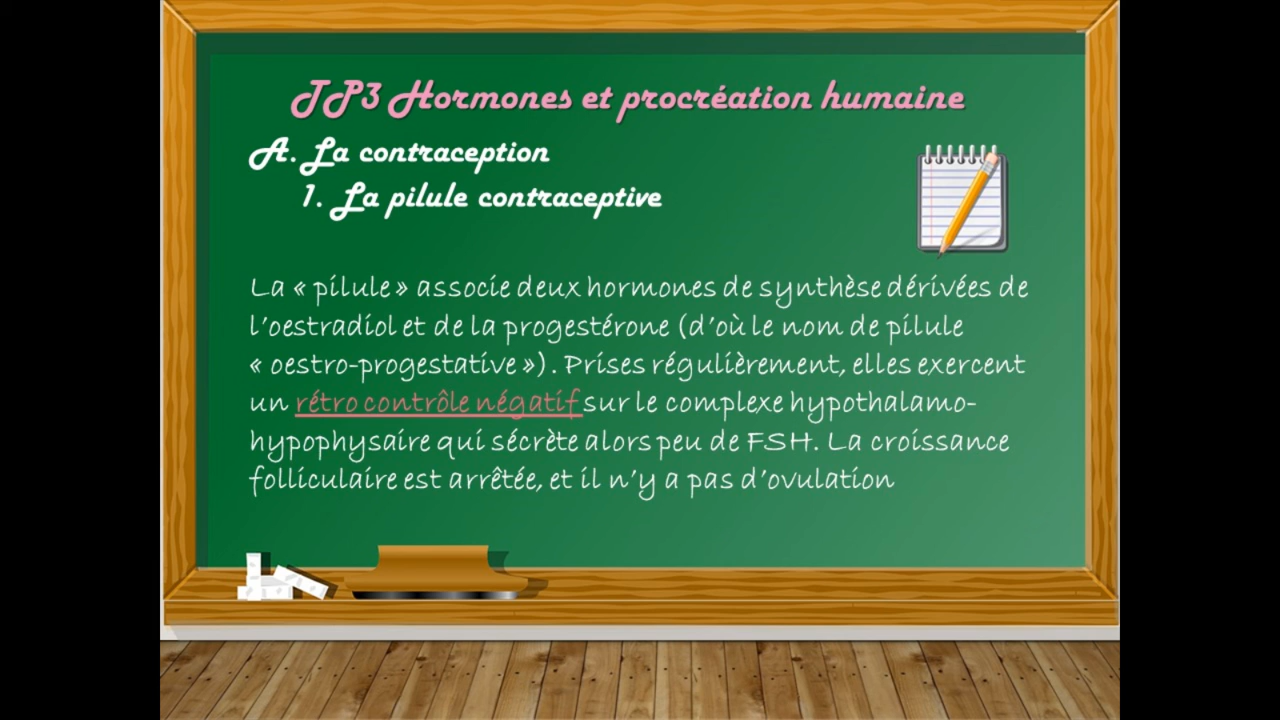 TP3 Hormones et procréation humaine
A. La contraception
1. La pilule contraceptive
La « pilule » associe deux hormones de synthèse dérivées de
l'oestradiol et de la progestérone (d'où le nom de pilule
« oestro-progestative »). Prises régulièrement, elles exercent
un rétro contrôle négatif sur le complexe hypothalamo-
hypophysaire qui sécrète alors peu de FSH. La croissance
folliculaire est arrêtée, et il n'y a pas d'ovulation